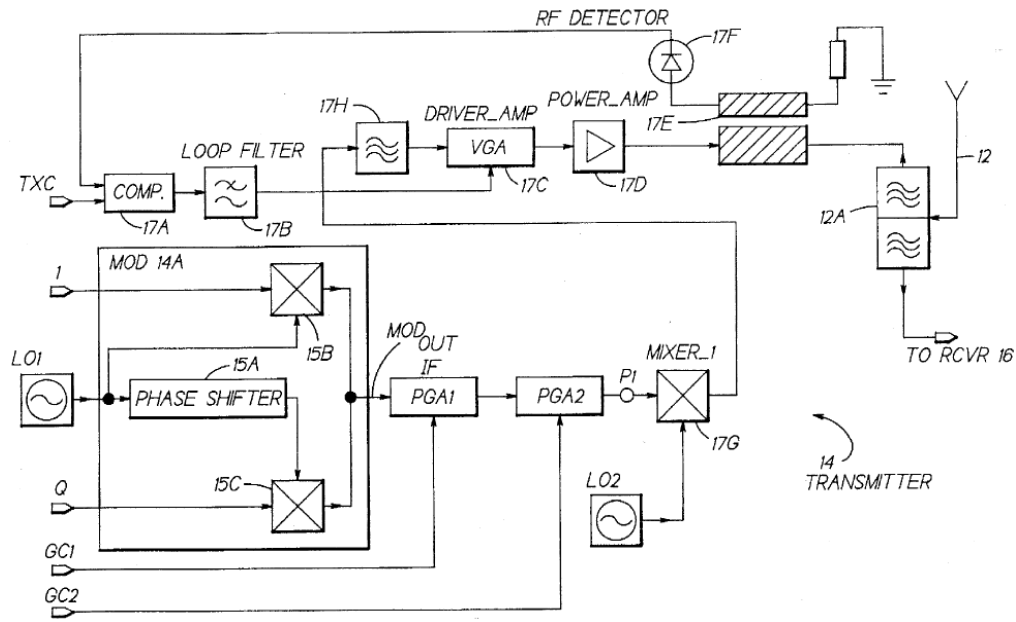 RF DETECTOR
17F
17H
DRIVER_AMP
POWER_AMP
17E
LOOP FILTER
VGA
17C
17D
12
TXC
COMP.
17A
17B
12A
MOD 14A
I
15B
MOD_OUT
IF
MIXER_1
TO RCVR 16
LO1
15A
PHASE SHIFTER
PGA1
PGA2
P1
17G
15C
Q
LO2
14
TRANSMITTER
GC1
GC2